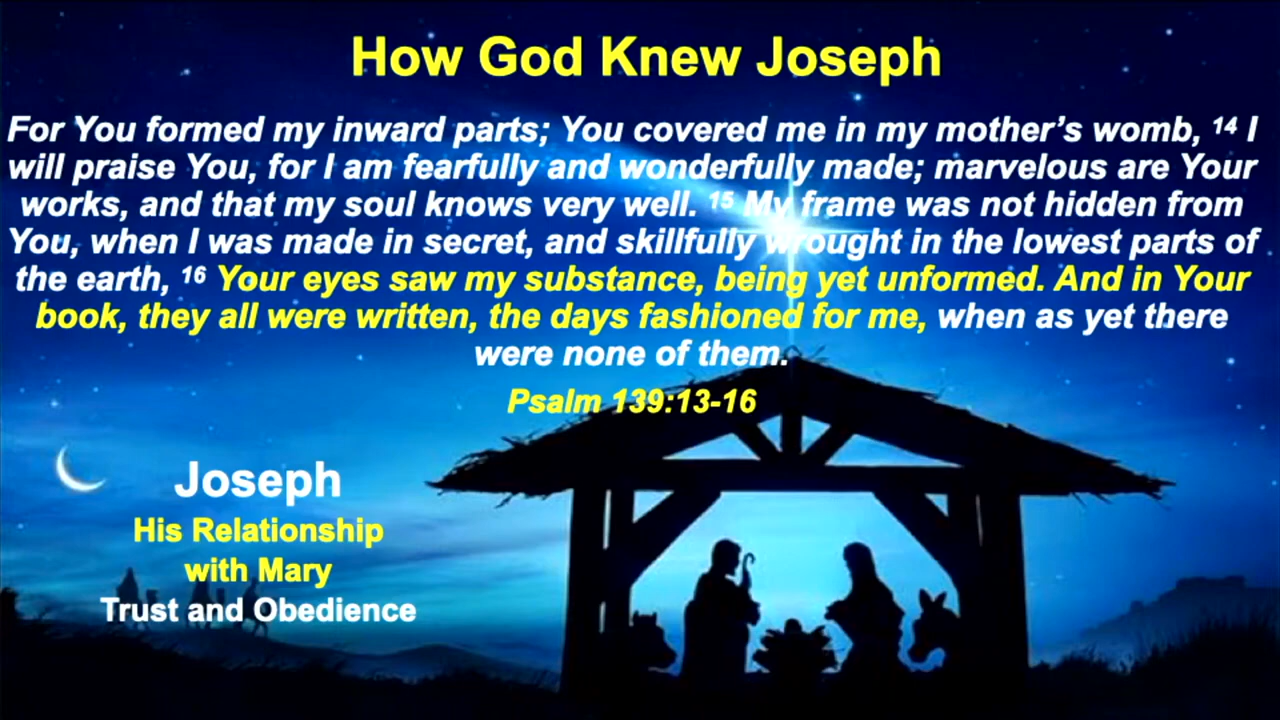 How God Knew Joseph
For You formed my inward parts; You covered me in my mother’s womb, ¹⁴ I
will praise You, for I am fearfully and wonderfully made; marvelous are Your
works, and that my soul knows very well. ¹⁵ My frame was not hidden from
You, when I was made in secret, and skillfully wrought in the lowest parts of
the earth, ¹⁶ Your eyes saw my substance, being yet unformed. And in Your
book, they all were written, the days fashioned for me, when as yet there
were none of them.
Psalm 139:13-16
Joseph
His Relationship
with Mary
Trust and Obedience